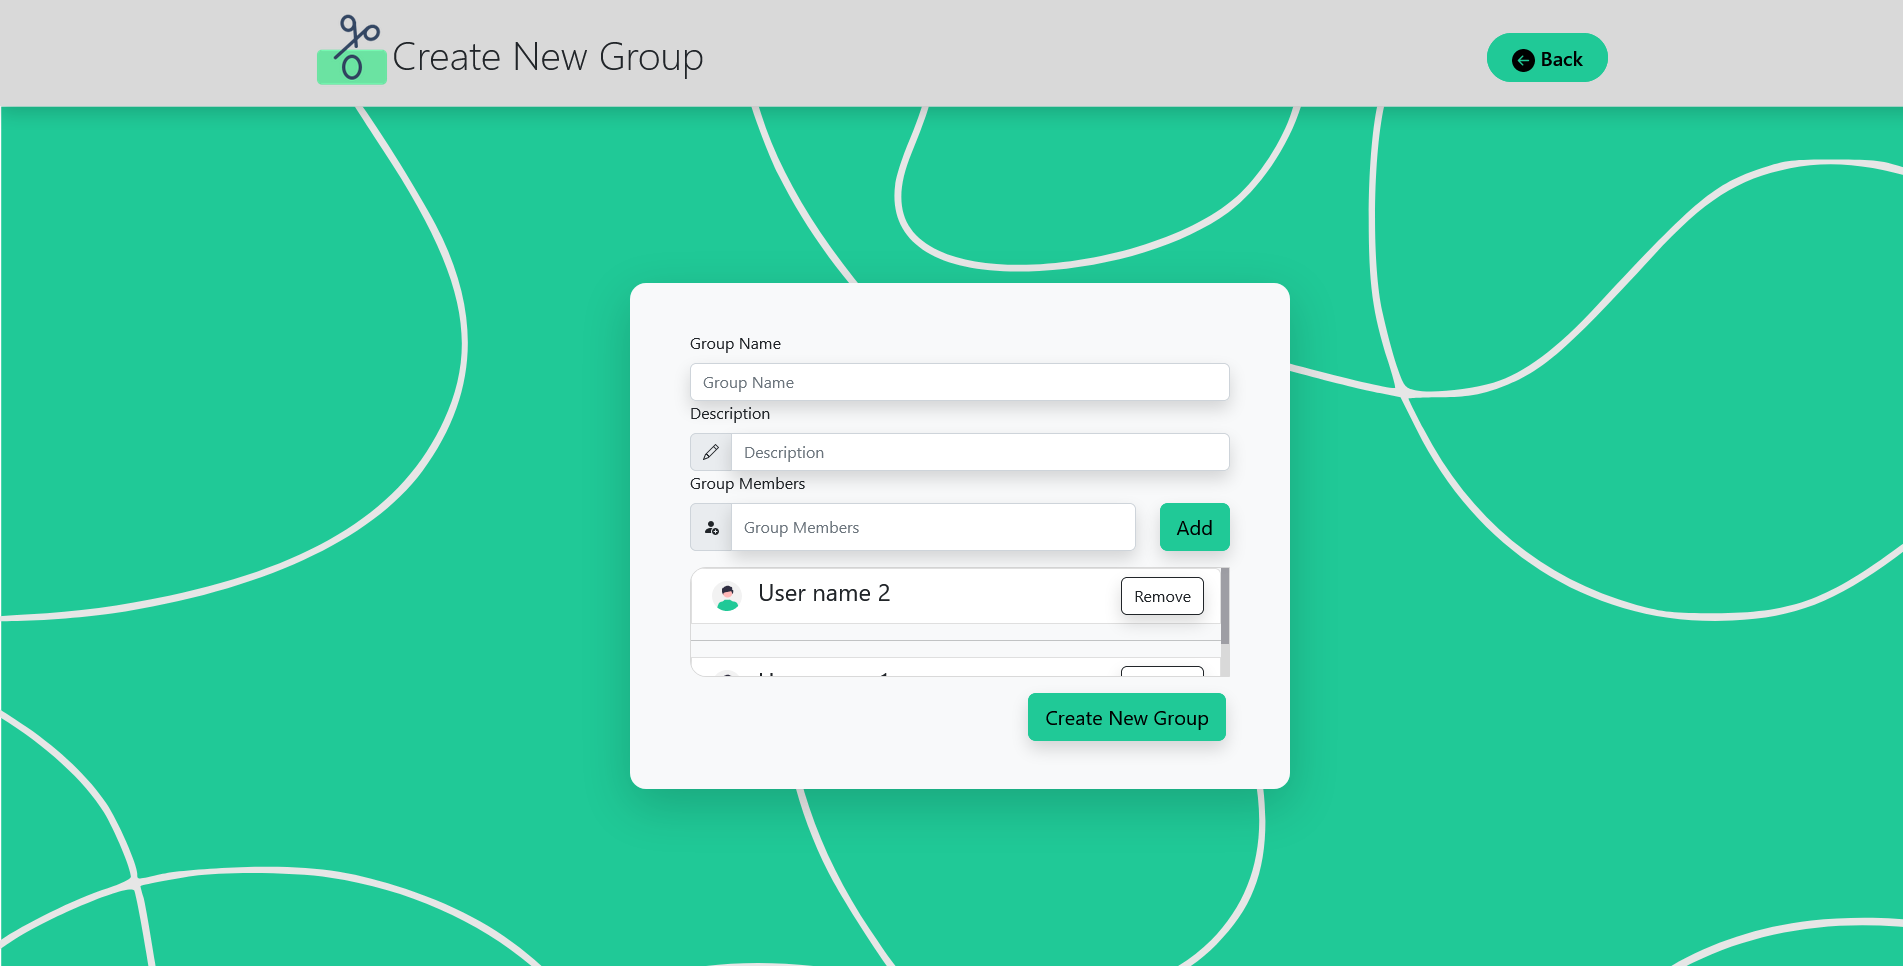 Create New Group
Back
Group Name
Group Name
Description
Description
Group Members
Group Members
Add
User name 2
Remove
Create New Group